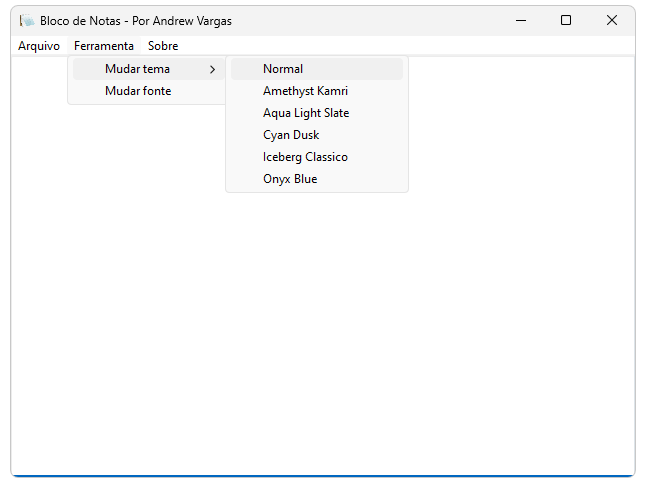 Bloco de Notas - Por Andrew Vargas
Arquivo Ferramenta Sobre
Mudar tema
Mudar fonte
Normal
Amethyst Kamri
Aqua Light Slate
Cyan Dusk
Iceberg Classico
Onyx Blue